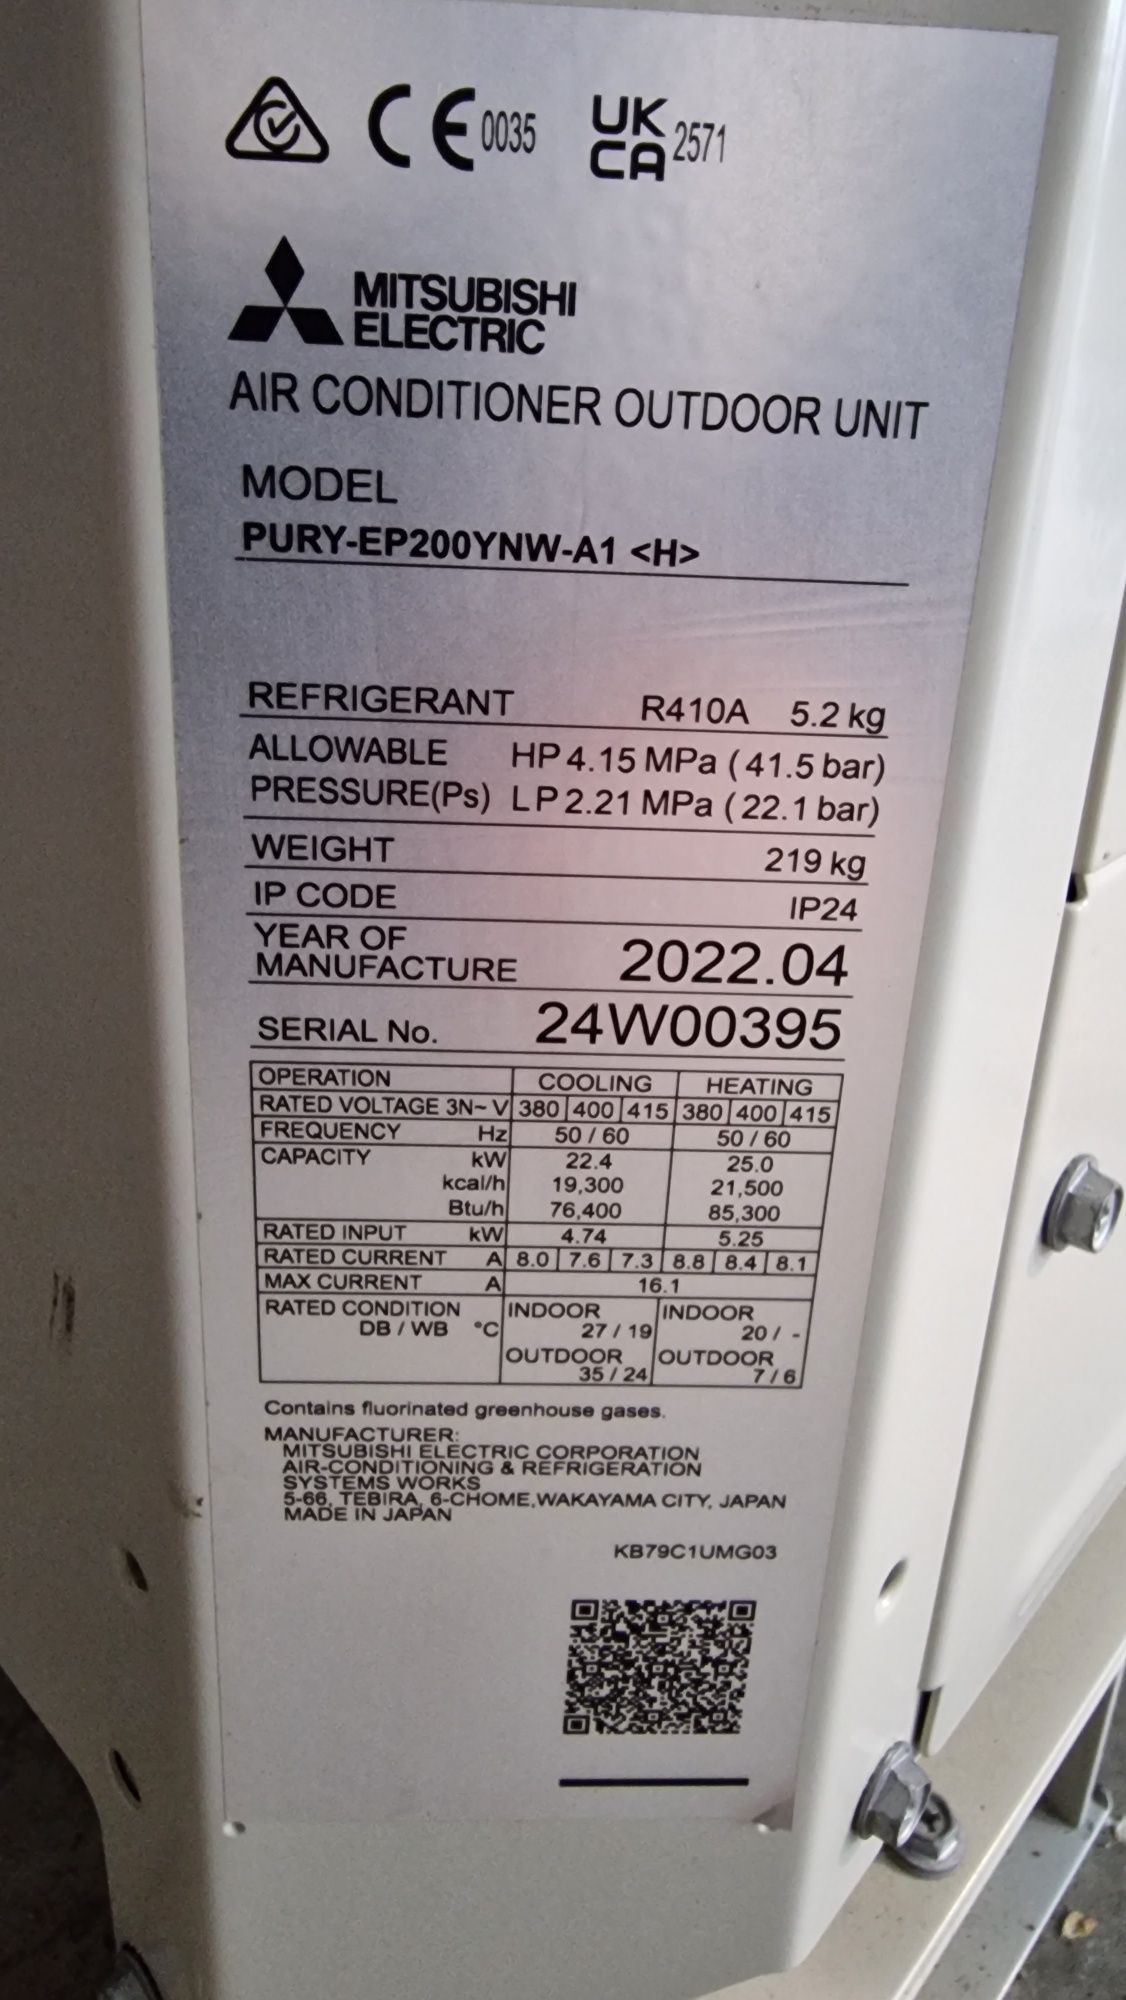 CE 0035
UK
CA 2571
MITSUBISHI
ELECTRIC
AIR CONDITIONER OUTDOOR UNIT
MODEL
PURY-EP200YNW-A1 <H>
REFRIGERANT R410A 5.2 kg
ALLOWABLE HP 4.15 MPa ( 41.5 bar)
PRESSURE(Ps) LP 2.21 MPa ( 22.1 bar)
WEIGHT 219 kg
IP CODE IP24
YEAR OF
MANUFACTURE 2022.04
SERIAL No. 24W00395
OPERATION COOLING HEATING
RATED VOLTAGE 3N~ V 380 400 415 380 400 415
FREQUENCY Hz 50 / 60 50 / 60
CAPACITY kW 22.4 25.0
kcal/h 19,300 21,500
Btu/h 76,400 85,300
RATED INPUT kW 4.74 5.25
RATED CURRENT A 8.0 7.6 7.3 8.8 8.4 8.1
MAX CURRENT A 16.1
RATED CONDITION INDOOR INDOOR
DB / WB °C 27 / 19 20 / -
OUTDOOR OUTDOOR
35 / 24 7 / 6
Contains fluorinated greenhouse gases.
MANUFACTURER:
MITSUBISHI ELECTRIC CORPORATION
AIR-CONDITIONING & REFRIGERATION
SYSTEMS WORKS
5-66, TEBIRA, 6-CHOME,WAKAYAMA CITY, JAPAN
MADE IN JAPAN
KB79C1UMG03